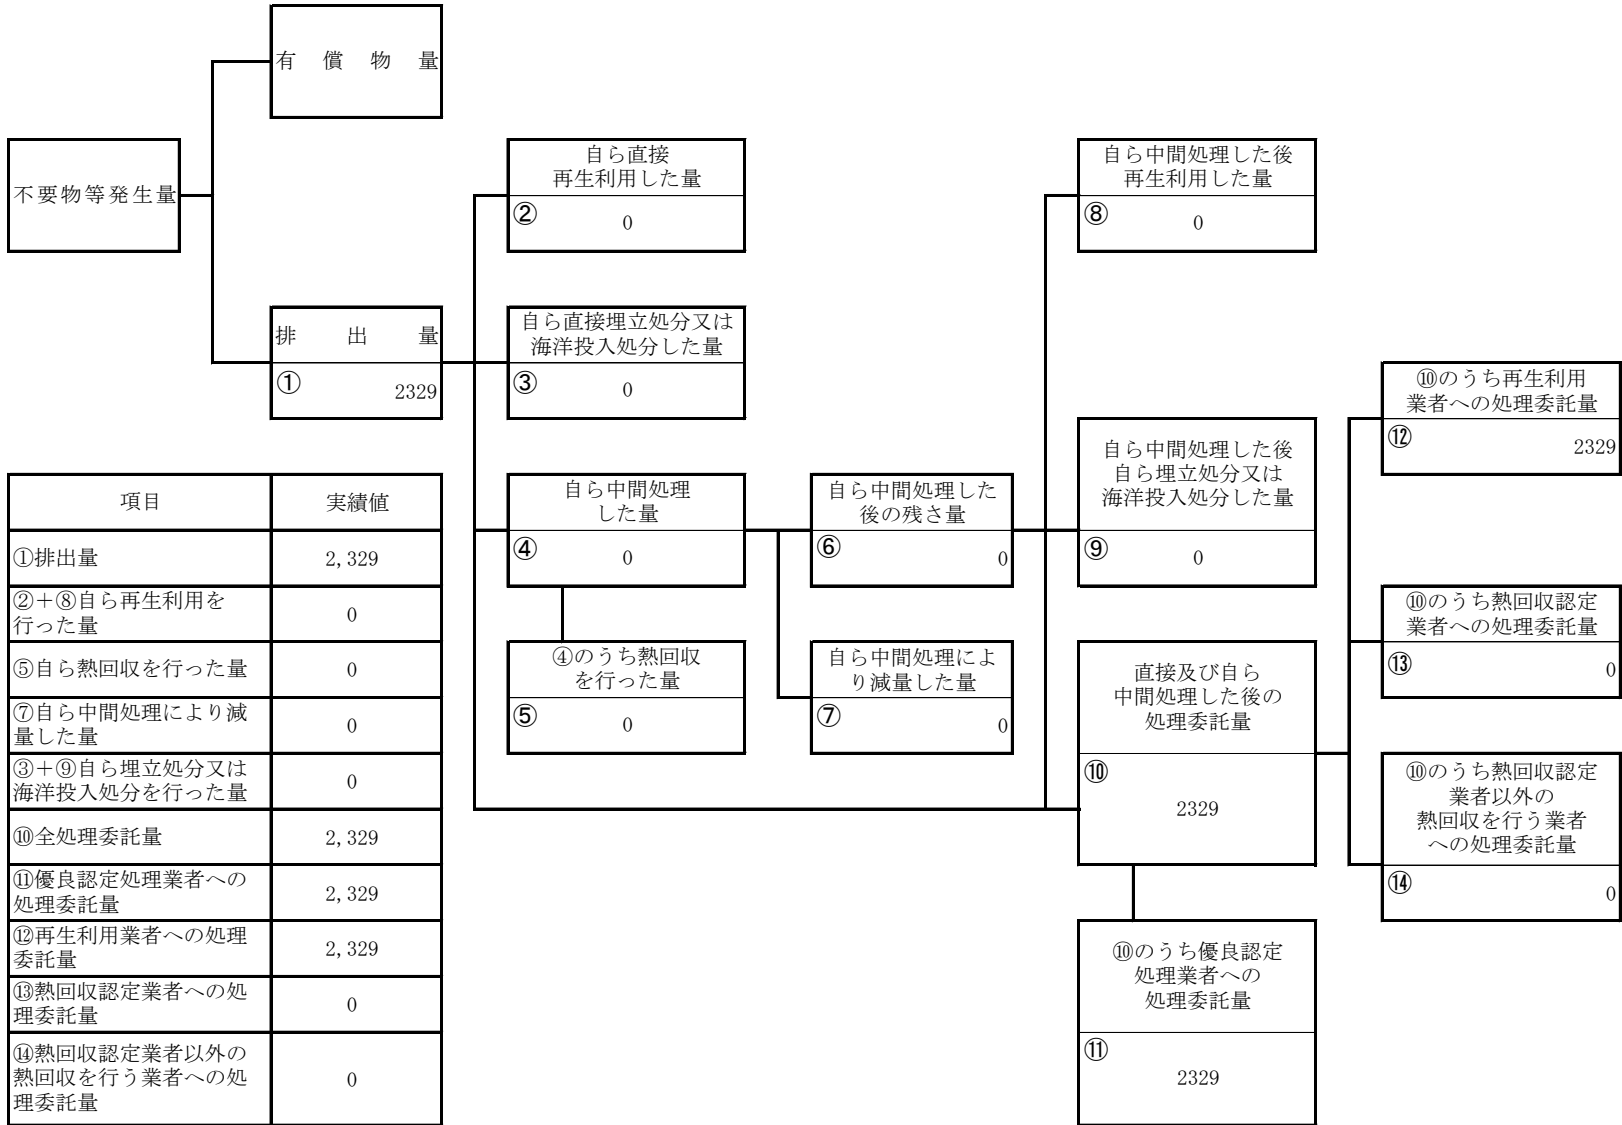 有償物量
不要物等発生量
排出量
①
2329
自ら直接
再生利用した量
②
0
自ら直接埋立処分又は
海洋投入処分した量
③
0
自ら中間処理
した量
④
0
④のうち熱回収
を行った量
⑤
0
自ら中間処理した
後の残さ量
⑥
0
自ら中間処理によ
り減量した量
⑦
0
自ら中間処理した後
再生利用した量
⑧
0
自ら中間処理した後
自ら埋立処分又は
海洋投入処分した量
⑨
0
直接及び自ら
中間処理した後の
処理委託量
⑩
2329
⑩のうち優良認定
処理業者への
処理委託量
⑪
2329
⑩のうち再生利用
業者への処理委託量
⑫
2329
⑩のうち熱回収認定
業者への処理委託量
⑬
0
⑩のうち熱回収認定
業者以外の
熱回収を行う業者
への処理委託量
⑭
0
項目
実績値
①排出量
2,329
②+⑧自ら再生利用を
行った量
0
⑤自ら熱回収を行った量
0
⑦自ら中間処理により減
量した量
0
③+⑨自ら埋立処分又は
海洋投入処分を行った量
0
⑩全処理委託量
2,329
⑪優良認定処理業者への
処理委託量
2,329
⑫再生利用業者への処理
委託量
2,329
⑬熱回収認定業者への処
理委託量
0
⑭熱回収認定業者以外の
熱回収を行う業者への処
理委託量
0